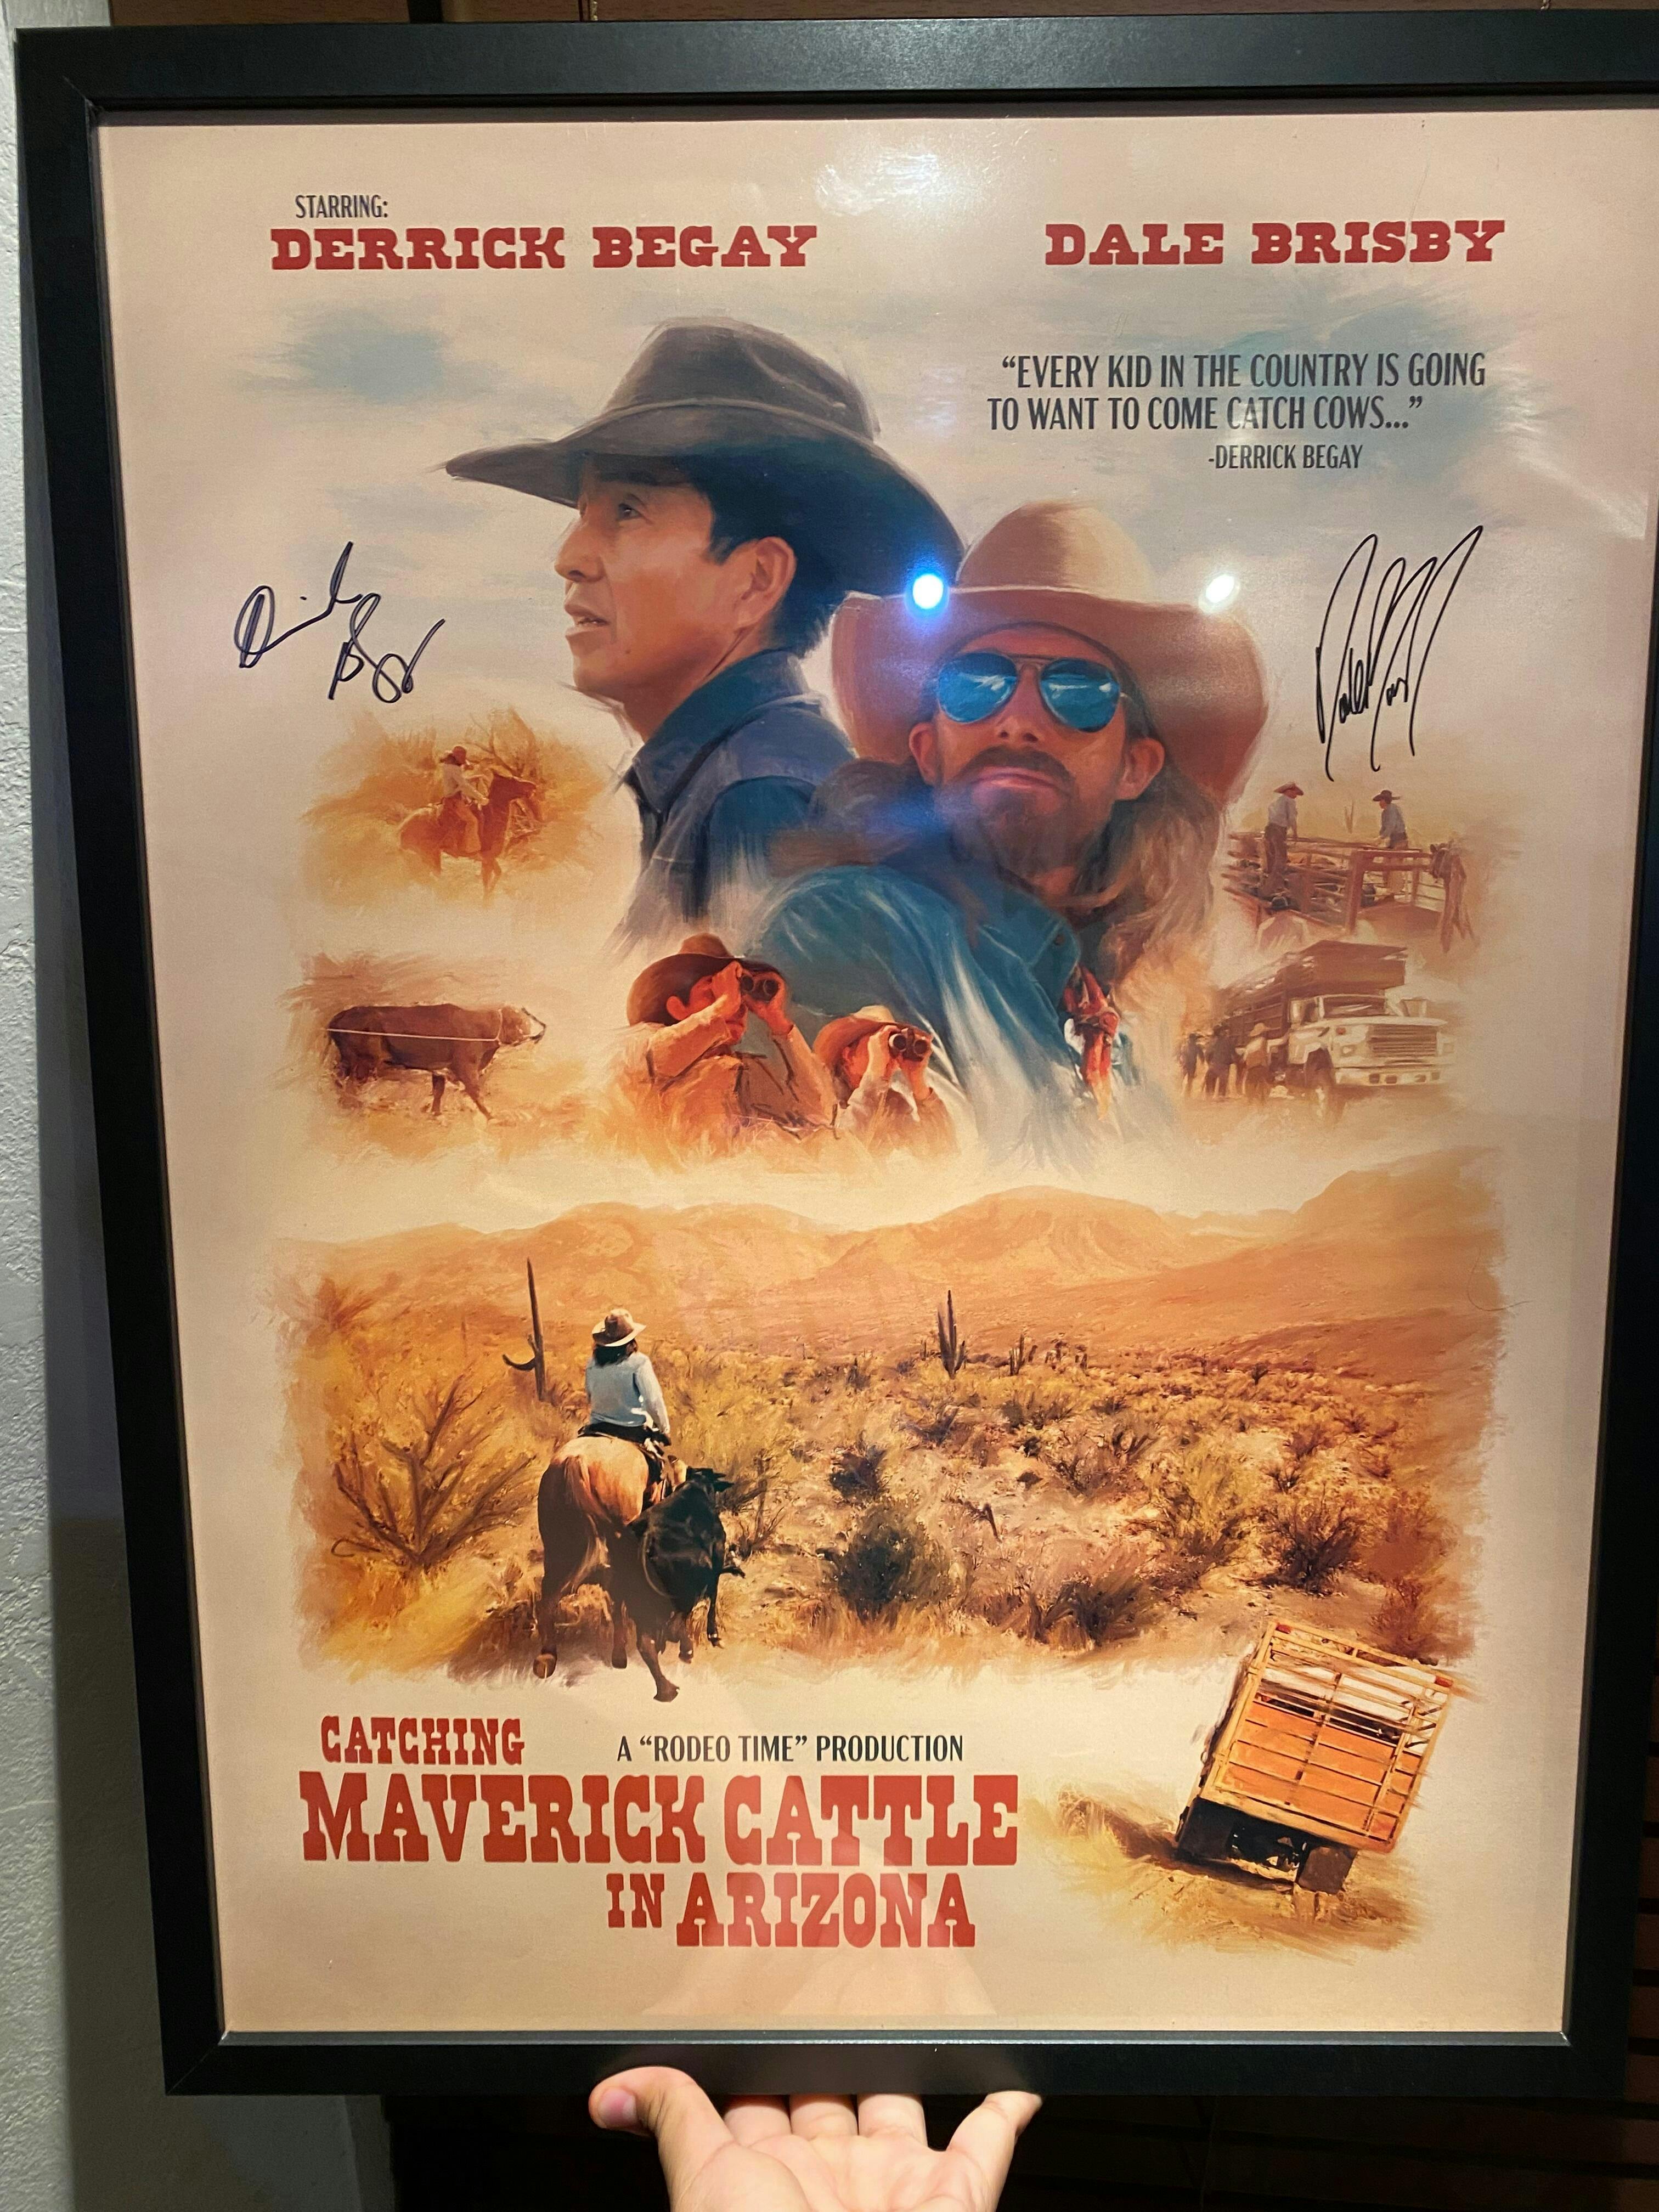 STARRING:
DERRICK BEGAY
DALE BRISBY
“EVERY KID IN THE COUNTRY IS GOING
TO WANT TO COME CATCH COWS...”
-DERRICK BEGAY
CATCHING
A “RODEO TIME” PRODUCTION
MAVERICK CATTLE
IN ARIZONA